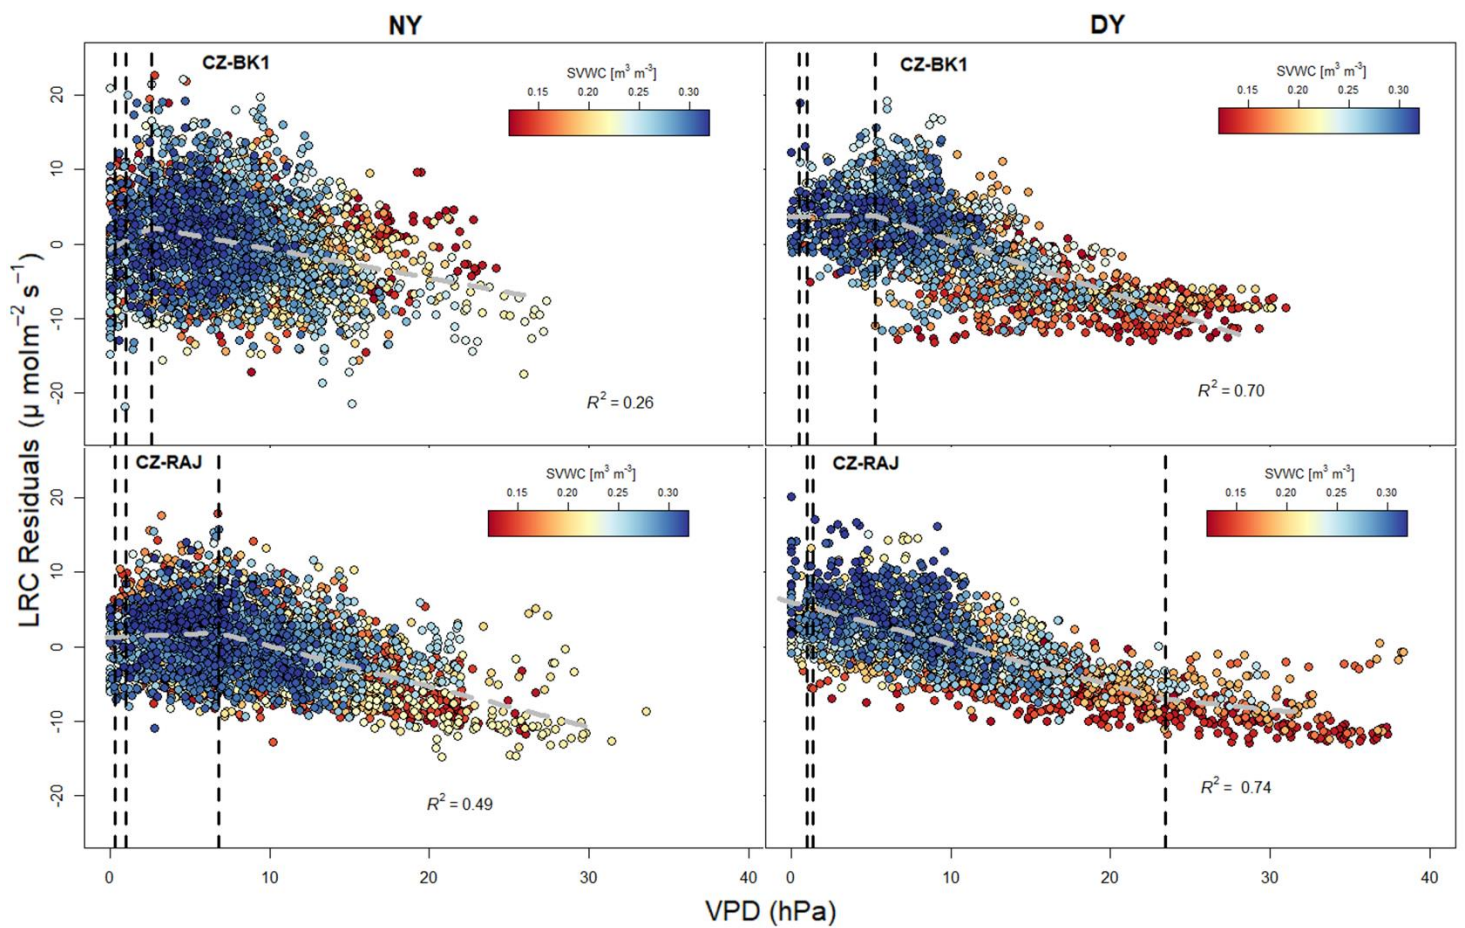 NY
DY
CZ-BK1
SVWC [m³ m⁻³]
0.15 0.20 0.25 0.30
R² = 0.26
CZ-BK1
SVWC [m³ m⁻³]
0.15 0.20 0.25 0.30
R² = 0.70
20
10
0
-10
-20
LRC Residuals (μ molm⁻² s⁻¹)
CZ-RAJ
SVWC [m³ m⁻³]
0.15 0.20 0.25 0.30
R² = 0.49
CZ-RAJ
SVWC [m³ m⁻³]
0.15 0.20 0.25 0.30
R² = 0.74
20
10
0
-10
-20
0 10 20 30 40
0 10 20 30 40
VPD (hPa)